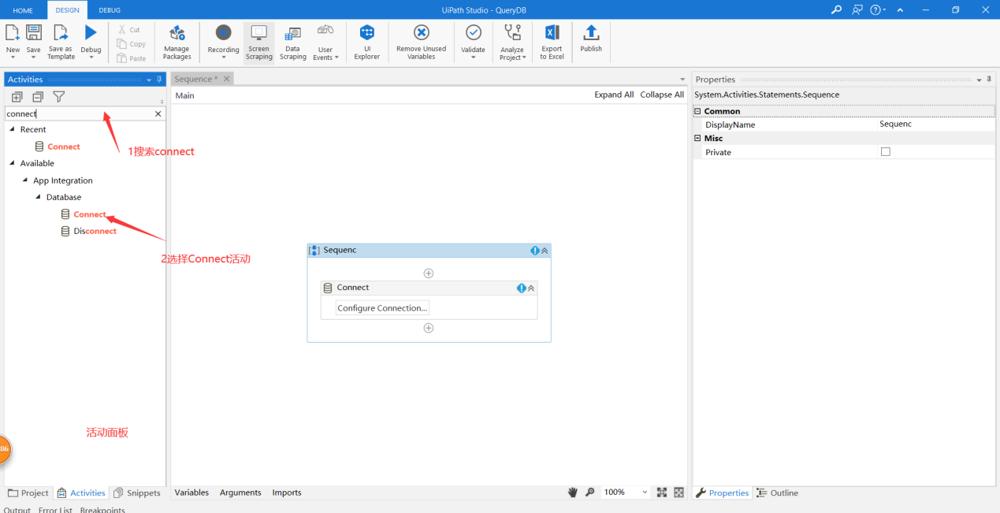 HOME DESIGN DEBUG UiPath Studio - QueryDB
New Save Save as Template Debug
Cut
Copy
Paste
Manage Packages
Recording
Screen Scraping
Data Scraping
User Events
UI Explorer
Remove Unused Variables
Validate
Analyze Project
Export to Excel
Publish
Activities
connect
Recent
Connect
Available
App Integration
Database
Connect
Disconnect
1搜索connect
2选择Connect活动
活动面板
86
Project Activities Snippets
Sequence *
Main Expand All Collapse All
Sequenc
Connect
Configure Connection...
Variables Arguments Imports 100%
Properties
System.Activities.Statements.Sequence
Common
DisplayName Sequenc
Misc
Private
Properties Outline
Output Error List Breakpoints